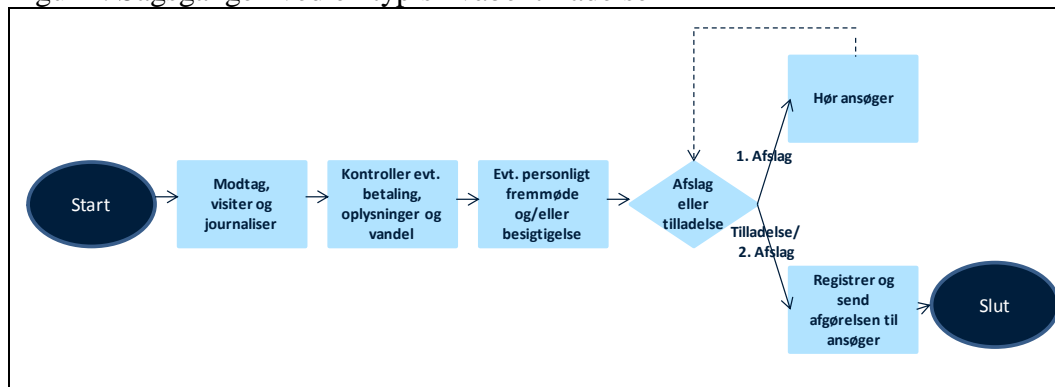 Start
Modtag,
visiter og
journaliser
Kontroller evt.
betaling,
oplysninger og
vandel
Evt. personligt
fremmøde
og/eller
besigtigelse
Afslag
eller
tilladelse
1. Afslag
Hør ansøger
Tilladelse/
2. Afslag
Registrer og
send
afgørelsen til
ansøger
Slut